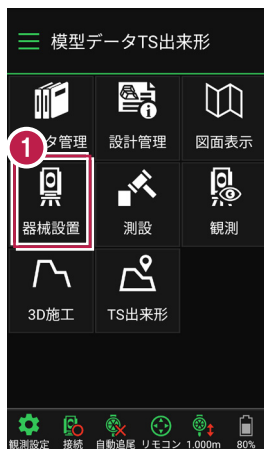 模型データTS出来形
タ管理 設計管理 図面表示
1
器械設置 測設 観測
3D施工 TS出来形
観測設定 接続 自動追尾 リモコン 1.000m 80%